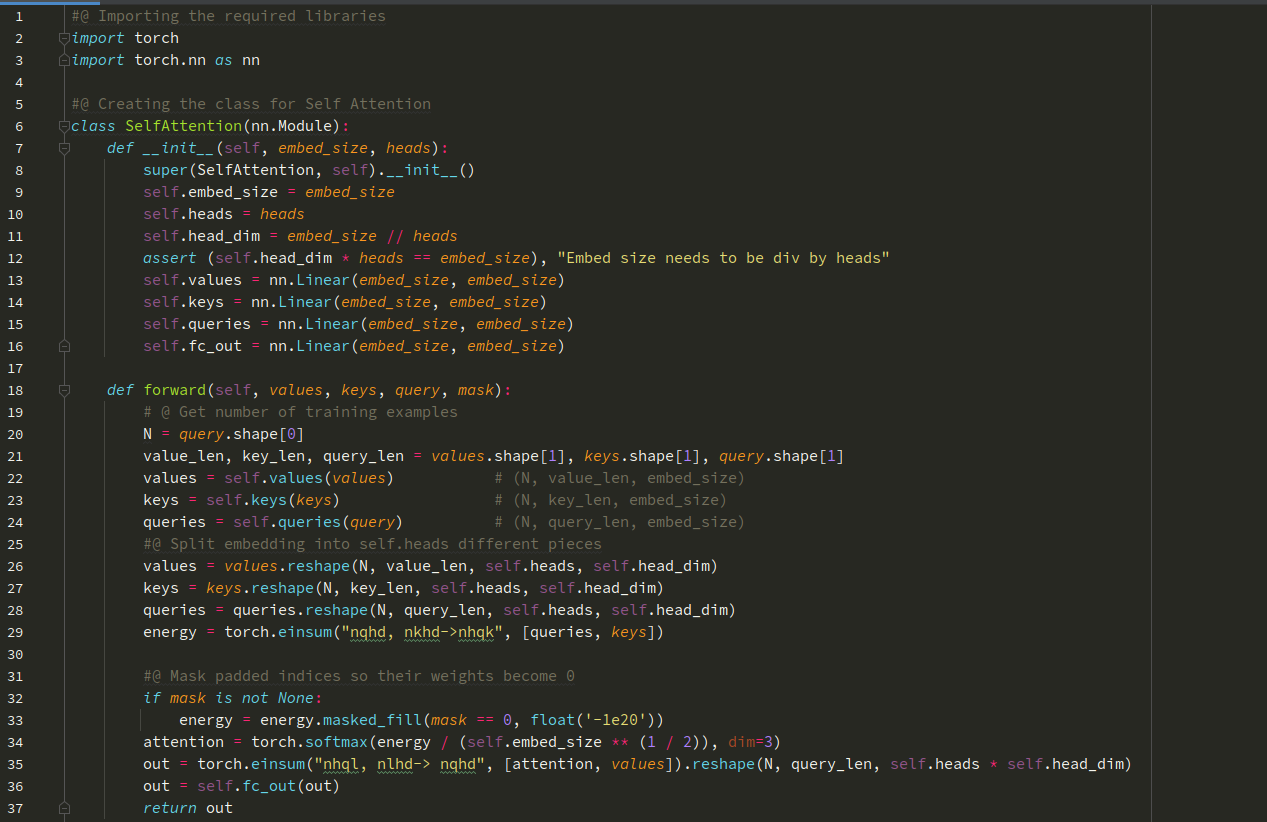 1 #@ Importing the required libraries
2 import torch
3 import torch.nn as nn
4
5 #@ Creating the class for Self Attention
6 class SelfAttention(nn.Module):
7     def __init__(self, embed_size, heads):
8         super(SelfAttention, self).__init__()
9         self.embed_size = embed_size
10         self.heads = heads
11         self.head_dim = embed_size // heads
12         assert (self.head_dim * heads == embed_size), "Embed size needs to be div by heads"
13         self.values = nn.Linear(embed_size, embed_size)
14         self.keys = nn.Linear(embed_size, embed_size)
15         self.queries = nn.Linear(embed_size, embed_size)
16         self.fc_out = nn.Linear(embed_size, embed_size)
17
18     def forward(self, values, keys, query, mask):
19         # @ Get number of training examples
20         N = query.shape[0]
21         value_len, key_len, query_len = values.shape[1], keys.shape[1], query.shape[1]
22         values = self.values(values)           # (N, value_len, embed_size)
23         keys = self.keys(keys)                 # (N, key_len, embed_size)
24         queries = self.queries(query)          # (N, query_len, embed_size)
25         #@ Split embedding into self.heads different pieces
26         values = values.reshape(N, value_len, self.heads, self.head_dim)
27         keys = keys.reshape(N, key_len, self.heads, self.head_dim)
28         queries = queries.reshape(N, query_len, self.heads, self.head_dim)
29         energy = torch.einsum("nqhd, nkhd->nhqk", [queries, keys])
30
31         #@ Mask padded indices so their weights become 0
32         if mask is not None:
33             energy = energy.masked_fill(mask == 0, float('-1e20'))
34         attention = torch.softmax(energy / (self.embed_size ** (1 / 2)), dim=3)
35         out = torch.einsum("nhql, nlhd-> nqhd", [attention, values]).reshape(N, query_len, self.heads * self.head_dim)
36         out = self.fc_out(out)
37         return out